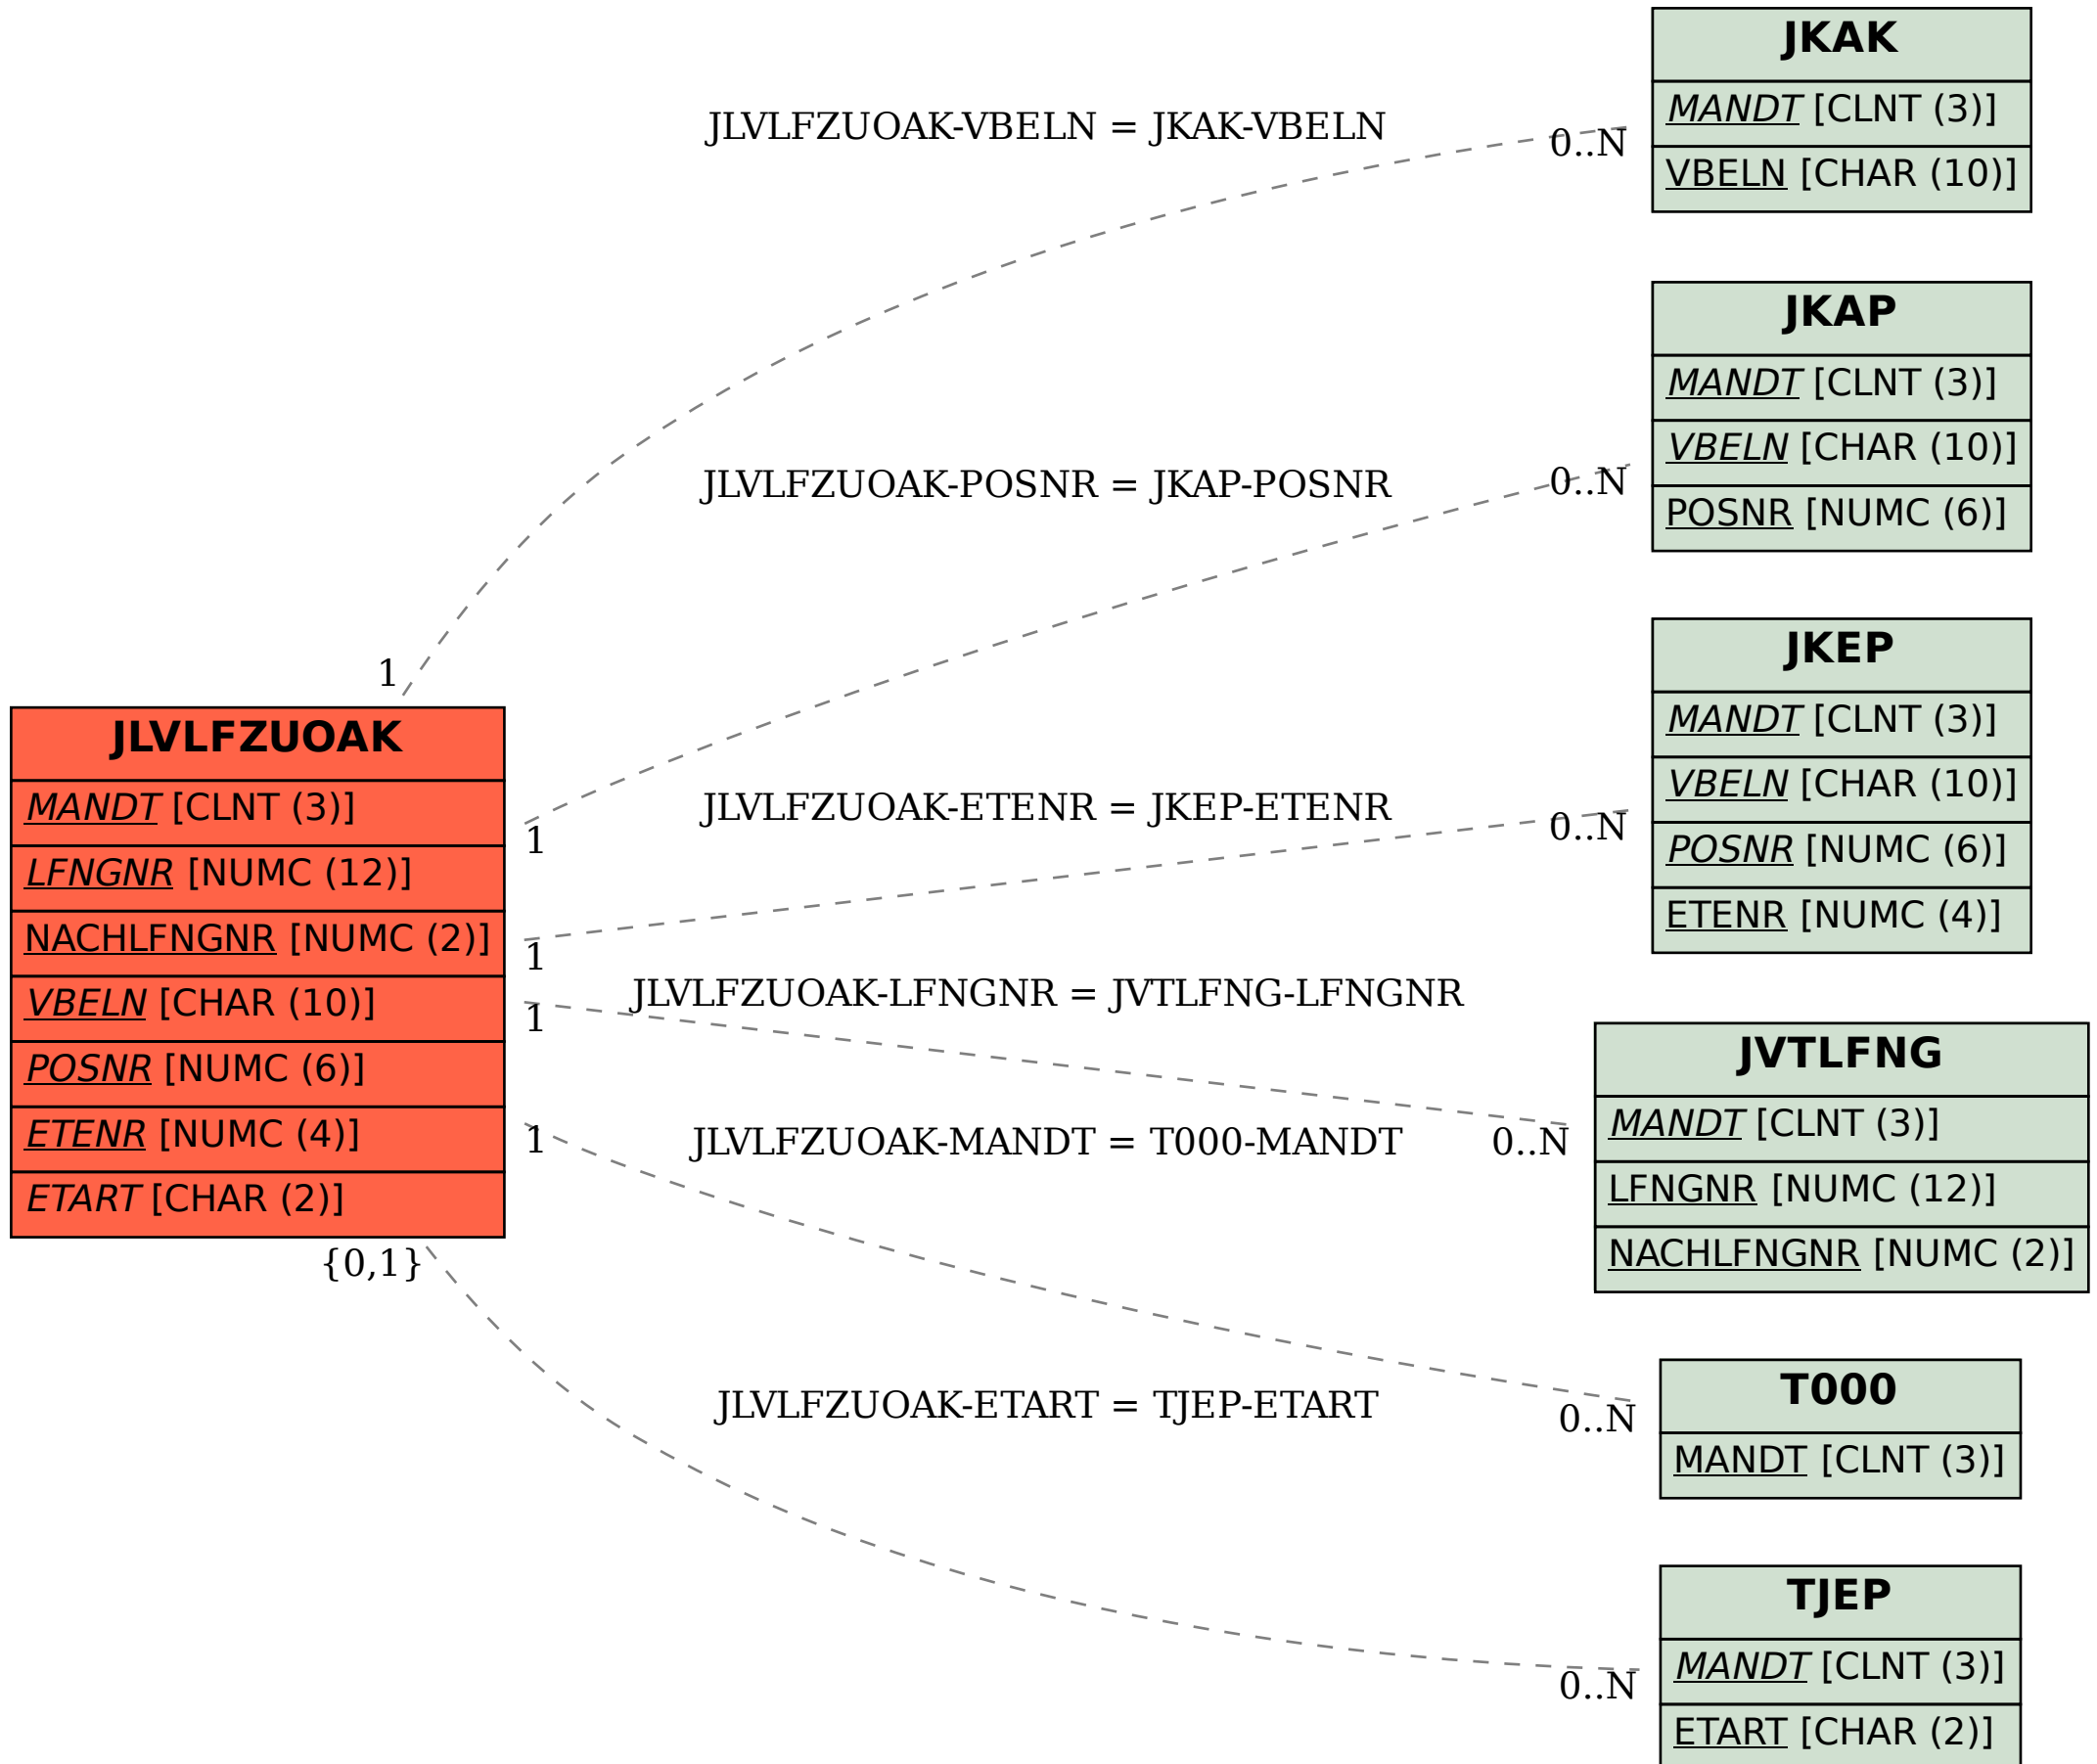 JKAK
MANDT [CLNT (3)]
VBELN [CHAR (10)]
JLVLFZUOAK-VBELN = JKAK-VBELN
0..N
1
JKAP
MANDT [CLNT (3)]
VBELN [CHAR (10)]
POSNR [NUMC (6)]
JLVLFZUOAK-POSNR = JKAP-POSNR
0..N
1
JKEP
MANDT [CLNT (3)]
VBELN [CHAR (10)]
POSNR [NUMC (6)]
ETENR [NUMC (4)]
JLVLFZUOAK-ETENR = JKEP-ETENR
0..N
1
JLVLFZUOAK
MANDT [CLNT (3)]
LFNGNR [NUMC (12)]
NACHLFNGNR [NUMC (2)]
VBELN [CHAR (10)]
POSNR [NUMC (6)]
ETENR [NUMC (4)]
ETART [CHAR (2)]
JLVLFZUOAK-LFNGNR = JVTLFNG-LFNGNR
1
0..N
JVTLFNG
MANDT [CLNT (3)]
LFNGNR [NUMC (12)]
NACHLFNGNR [NUMC (2)]
JLVLFZUOAK-MANDT = T000-MANDT
1
0..N
T000
MANDT [CLNT (3)]
{0,1}
JLVLFZUOAK-ETART = TJEP-ETART
0..N
TJEP
MANDT [CLNT (3)]
ETART [CHAR (2)]